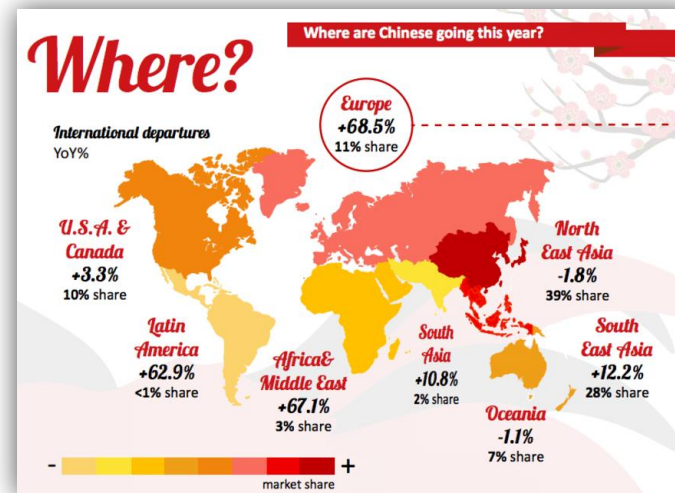 Where?
Where are Chinese going this year?
International departures
YoY%
Europe
+68.5%
11% share
U.S.A. &
Canada
+3.3%
10% share
Latin
America
+62.9%
<1% share
Africa&
Middle East
+67.1%
3% share
South
Asia
+10.8%
2% share
North
East Asia
-1.8%
39% share
South
East Asia
+12.2%
28% share
Oceania
-1.1%
7% share
- +
market share